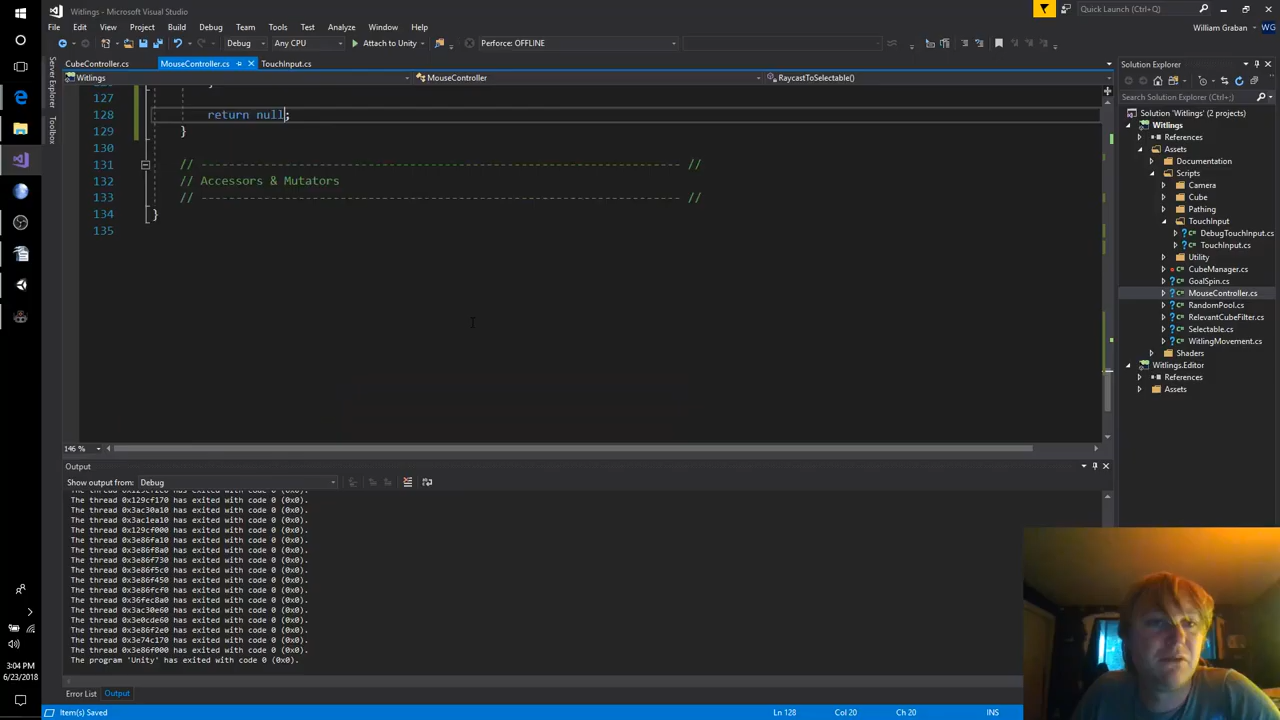 Witlings - Microsoft Visual Studio
Quick Launch (Ctrl+Q)
File Edit View Project Build Debug Team Tools Test Analyze Window Help
William Graban WG
Debug Any CPU Attach to Unity Perforce: OFFLINE
CubeController.cs MouseController.cs TouchInput.cs
Witlings MouseController RaycastToSelectable()
Server Explorer
Toolbox
127
128 return null;
129 }
130
131 // ---------------------------------------------------------------------- //
132 // Accessors & Mutators
133 // ---------------------------------------------------------------------- //
134 }
135
146 %
Solution Explorer
Search Solution Explorer (Ctrl+;)
Solution 'Witlings' (2 projects)
Witlings
References
Assets
Documentation
Scripts
Camera
Cube
Pathing
TouchInput
DebugTouchInput.cs
TouchInput.cs
Utility
CubeManager.cs
GoalSpin.cs
MouseController.cs
RandomPool.cs
RelevantCubeFilter.cs
Selectable.cs
WitlingMovement.cs
Shaders
Witlings.Editor
References
Assets
Output
Show output from: Debug
The thread 0x129cf170 has exited with code 0 (0x0).
The thread 0x3ac30a10 has exited with code 0 (0x0).
The thread 0x3ac1ea10 has exited with code 0 (0x0).
The thread 0x129cf000 has exited with code 0 (0x0).
The thread 0x3e86fa10 has exited with code 0 (0x0).
The thread 0x3e86f8a0 has exited with code 0 (0x0).
The thread 0x3e86f730 has exited with code 0 (0x0).
The thread 0x3e86f5c0 has exited with code 0 (0x0).
The thread 0x3e86f450 has exited with code 0 (0x0).
The thread 0x3e86fcf0 has exited with code 0 (0x0).
The thread 0x36fec8a0 has exited with code 0 (0x0).
The thread 0x3ac30e60 has exited with code 0 (0x0).
The thread 0x3e0cde60 has exited with code 0 (0x0).
The thread 0x3e86f2e0 has exited with code 0 (0x0).
The thread 0x3e74c170 has exited with code 0 (0x0).
The thread 0x3e86f000 has exited with code 0 (0x0).
The program 'Unity' has exited with code 0 (0x0).
Error List Output
Item(s) Saved Ln 128 Col 20 Ch 20 INS
3:04 PM
6/23/2018